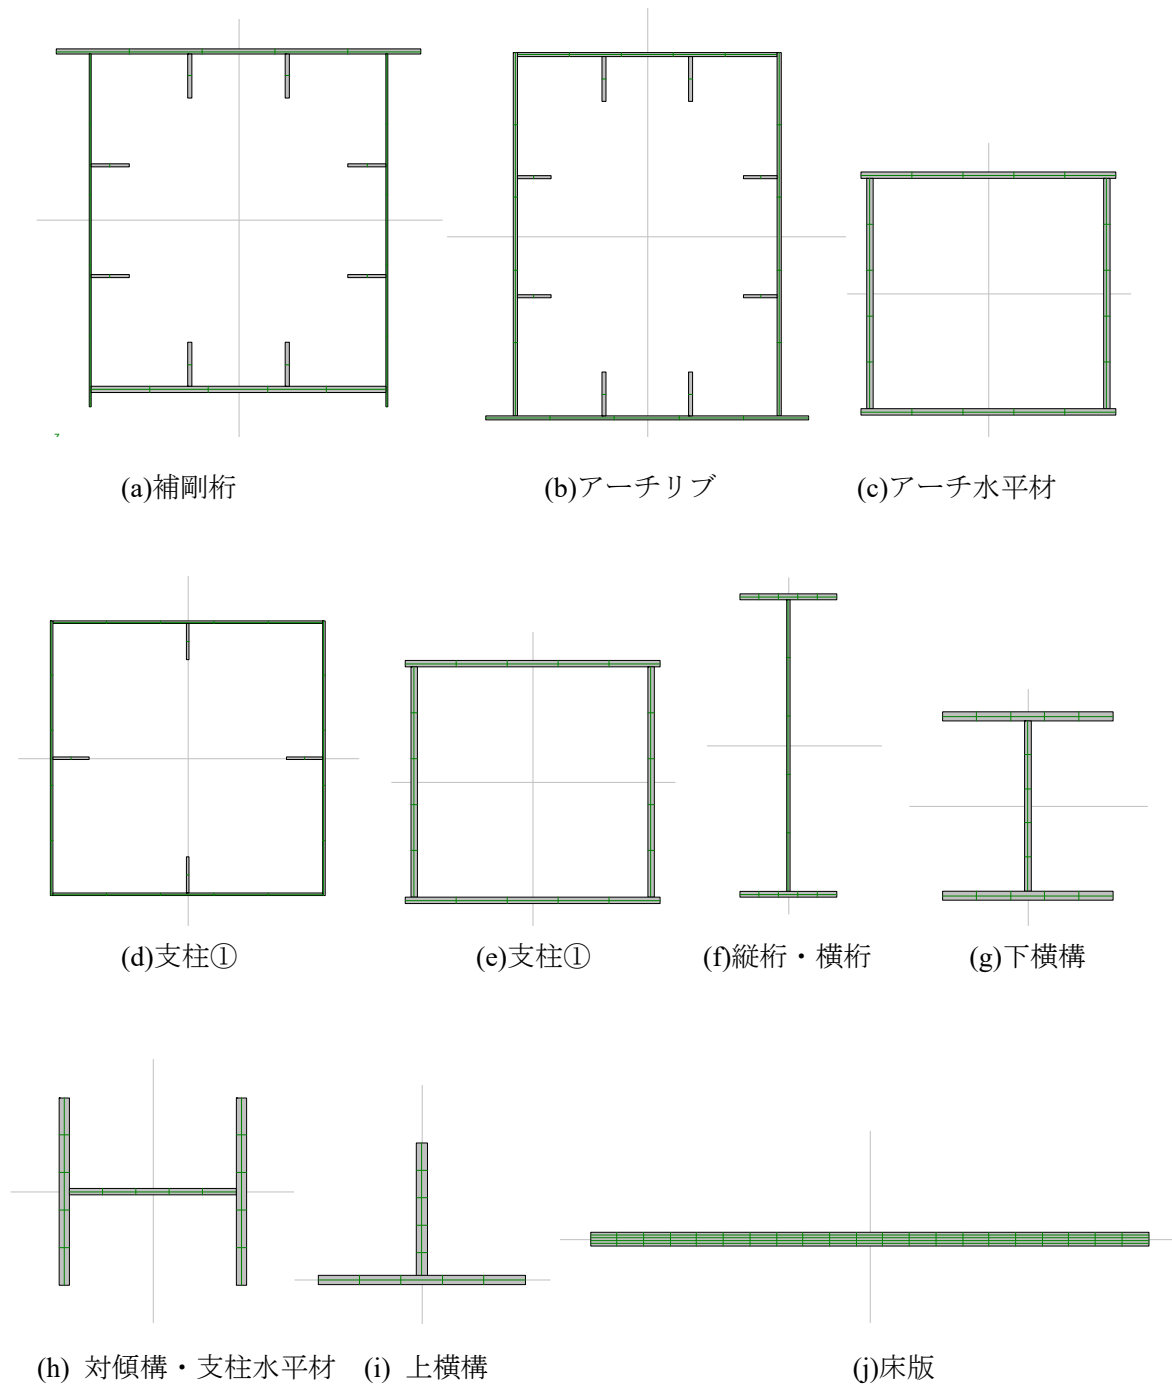 (a)補剛桁
(b)アーチリブ
(c)アーチ水平材
(d)支柱①
(e)支柱①
(f)縦桁・横桁
(g)下横構
(h) 対傾構・支柱水平材
(i) 上横構
(j)床版